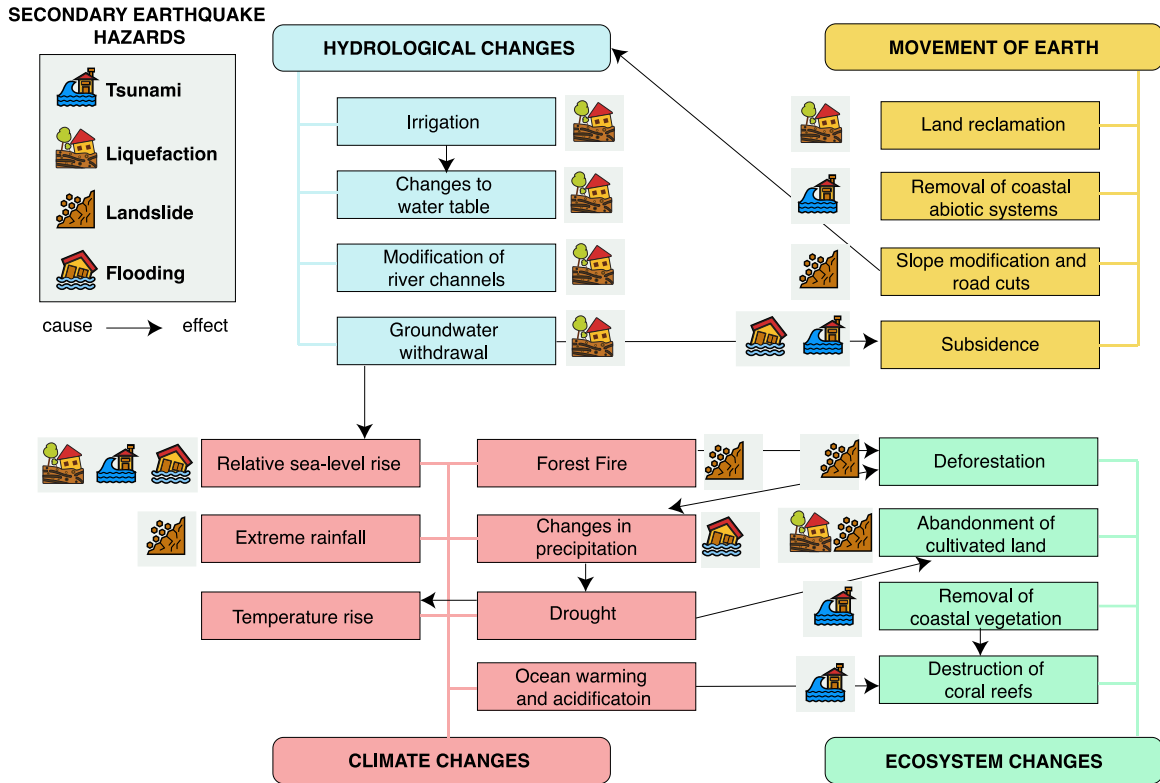 SECONDARY EARTHQUAKE
HAZARDS
Tsunami
Liquefaction
Landslide
Flooding
cause
effect
HYDROLOGICAL CHANGES
Irrigation
Changes to
water table
Modification of
river channels
Groundwater
withdrawal
MOVEMENT OF EARTH
Land reclamation
Removal of coastal
abiotic systems
Slope modification and
road cuts
Subsidence
Relative sea-level rise
Extreme rainfall
Temperature rise
Forest Fire
Changes in
precipitation
Drought
Ocean warming
and acidificatoin
CLIMATE CHANGES
Deforestation
Abandonment of
cultivated land
Removal of
coastal vegetation
Destruction of
coral reefs
ECOSYSTEM CHANGES